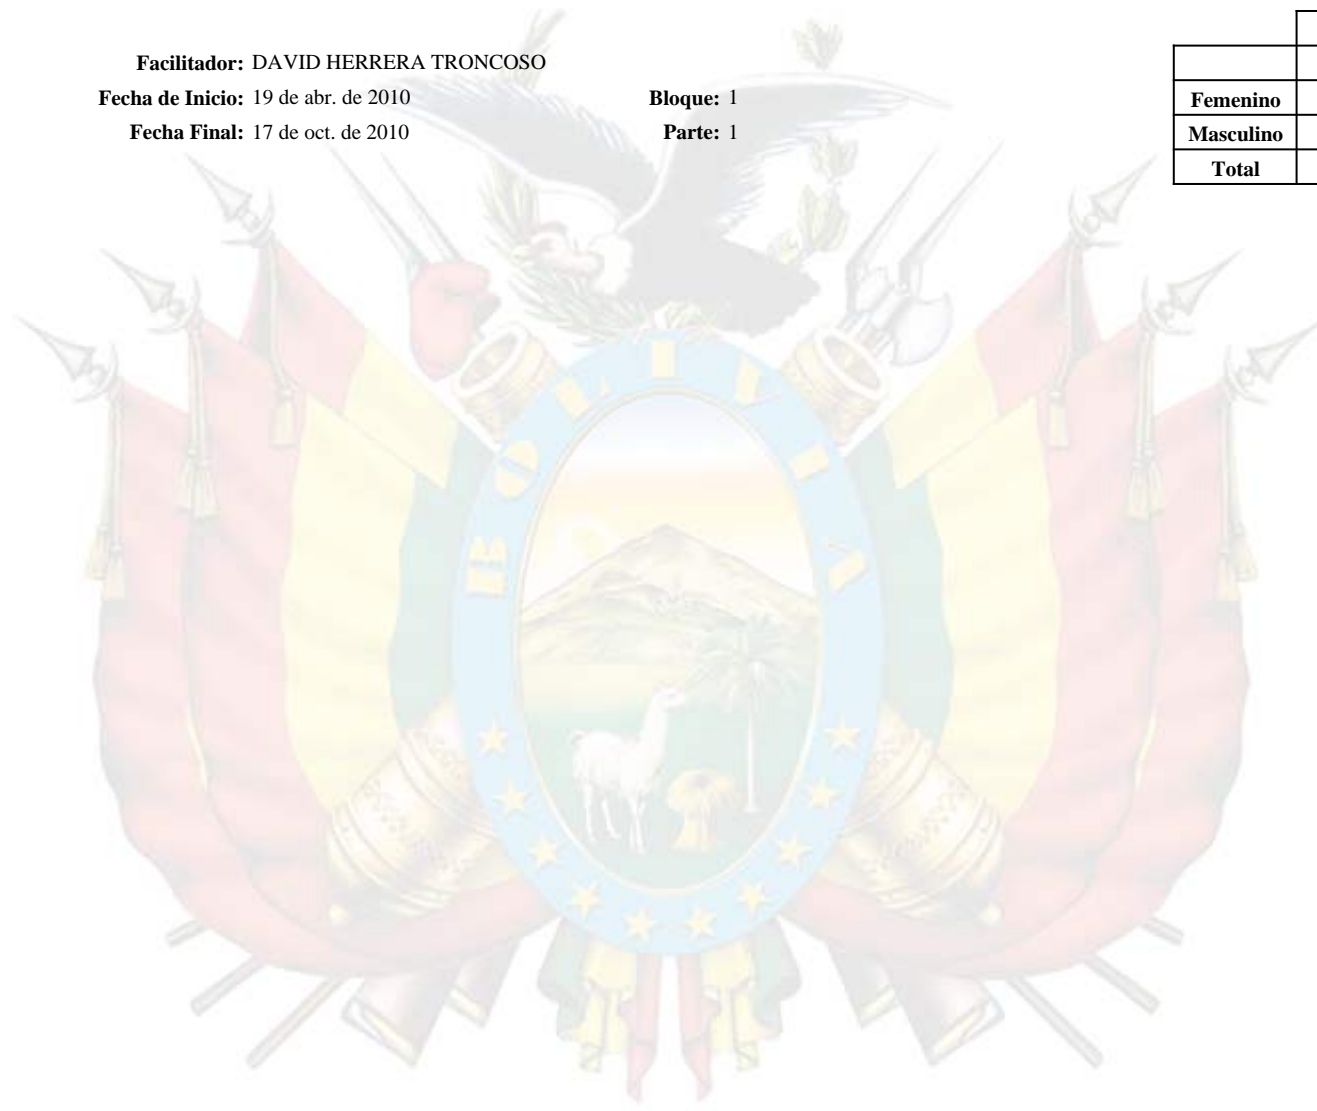 Facilitador: DAVID HERRERA TRONCOSO
Fecha de Inicio: 19 de abr. de 2010 Bloque: 1
Fecha Final: 17 de oct. de 2010 Parte: 1
Femenino
Masculino
Total
BOLIVIA